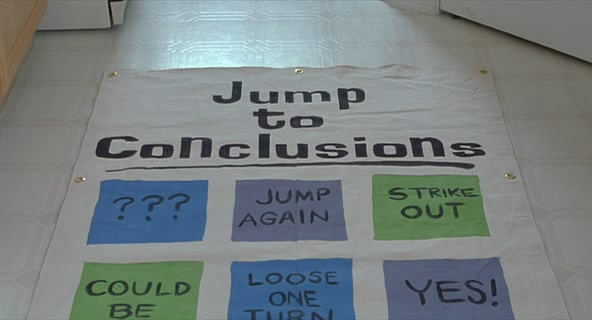 Jump
to
Conclusions
???
JUMP
AGAIN
STRIKE
OUT
COULD
BE
LOOSE
ONE
TURN
YES!